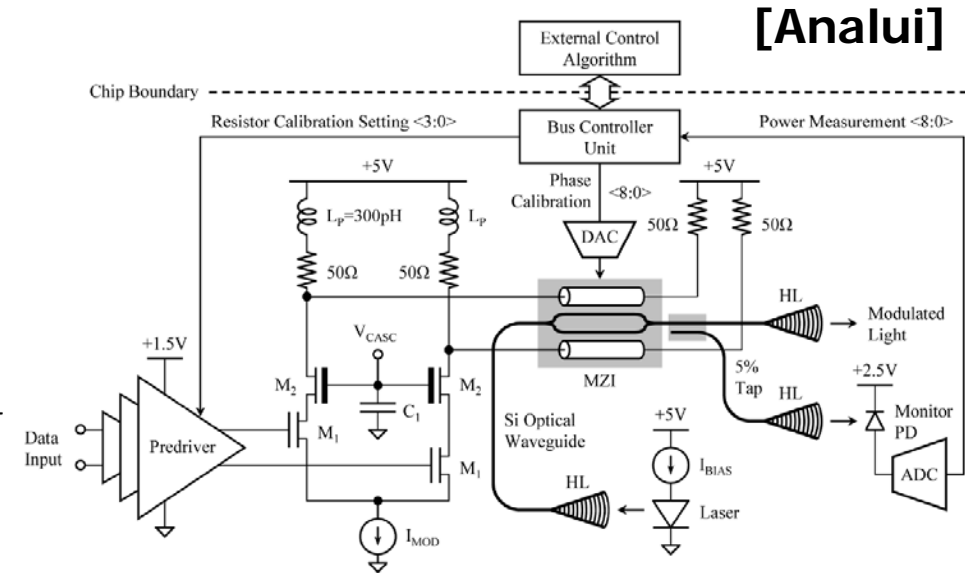 [Analui]
External Control
Algorithm
Chip Boundary
Resistor Calibration Setting <3:0>
Bus Controller
Unit
Power Measurement <8:0>
+5V
Phase
Calibration
<8:0>
+5V
L_P=300pH
L_P
DAC
50Ω
50Ω
50Ω
50Ω
HL
Modulated
Light
V_CASC
+1.5V
M_2
M_2
MZI
5%
Tap
+2.5V
C_1
HL
Monitor
PD
Si Optical
Waveguide
+5V
Data
Input
Predriver
M_1
M_1
I_BIAS
ADC
HL
Laser
I_MOD